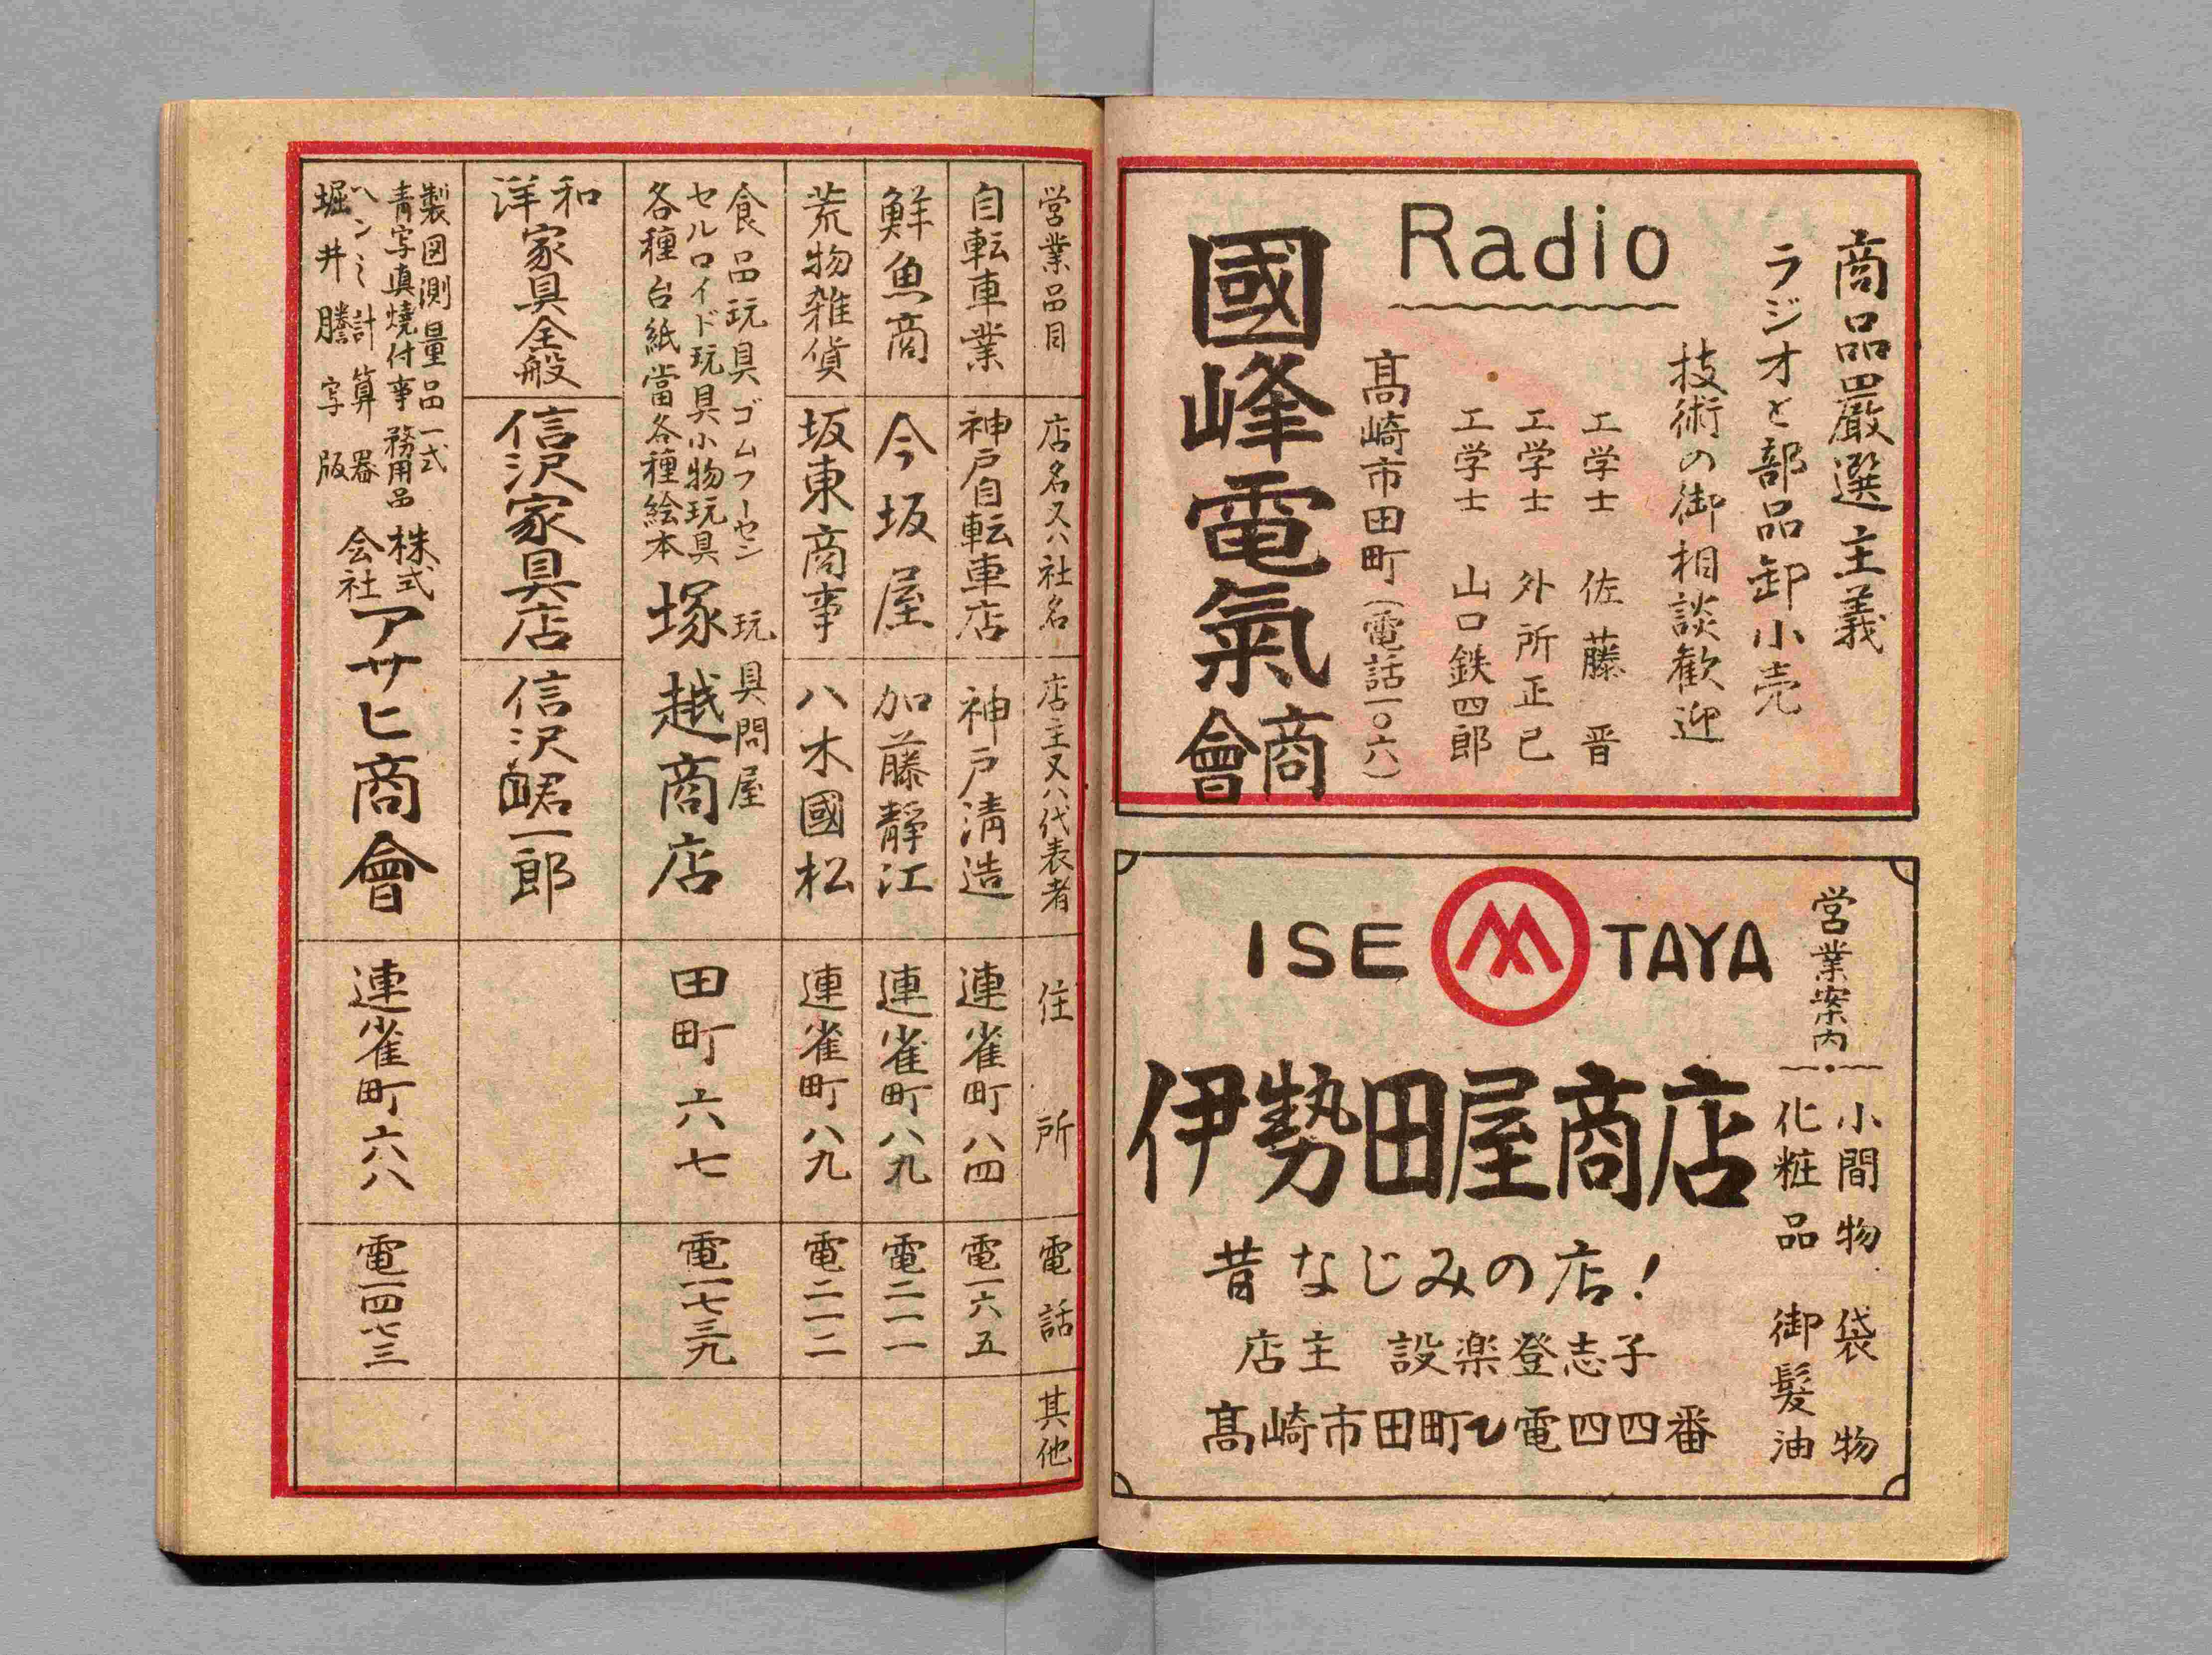 商品厳選主義
ラジオと部品卸小売
技術の御相談歓迎
Radio
工学士 佐藤晋
工学士 外所正己
工学士 山口鉄四郎
高崎市田町(電話一〇六)
國峰電氣商會
営業案内
小間物 袋物
化粧品 御髪油
ISE TAYA
伊勢田屋商店
昔なじみの店!
店主 設楽登志子
髙崎市田町 電四四番
営業品目 店名又ハ社名 店主又ハ代表者 住所 電話 其他
自転車業 神戸自転車店 神戸清造 連雀町八四 電一六五
鮮魚商 今坂屋 加藤靜江 連雀町八九 電二一一
荒物雑貨 坂東商事 八木國松 連雀町八九 電二一二
食品玩具ゴムフーセン
セルロイド玩具小物玩具
各種台紙當各種絵本
玩具問屋
塚越商店 田町六七 電一七三九
和洋家具全般 信沢家具店 信沢 一郎
製図測量品一式
青写真焼付事務用品
ヘンミ計算器
堀井謄写版
株式会社アサヒ商會 連雀町六八 電一四七三